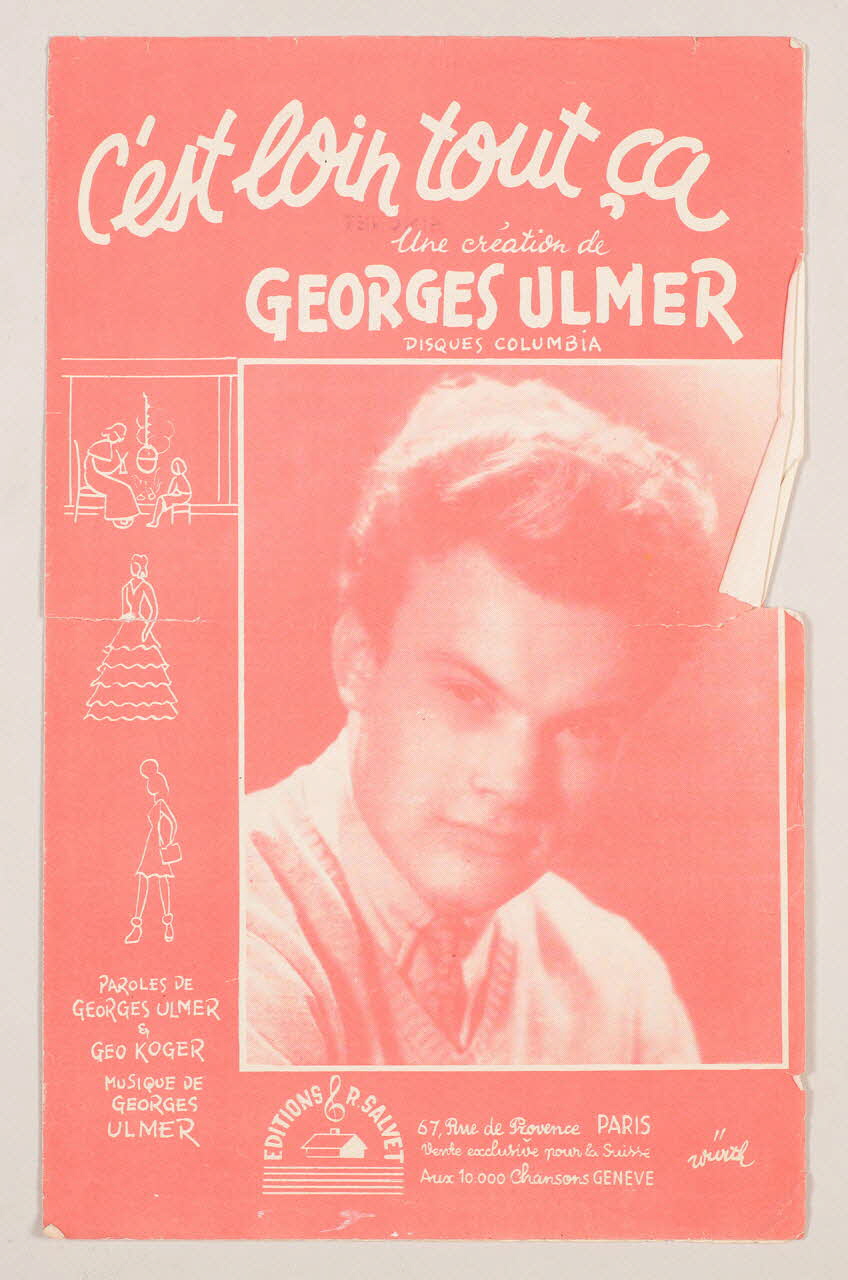 C'est loin tout ça
Une création de
GEORGES ULMER
DISQUES COLUMBIA
PAROLES DE
GEORGES ULMER
&
GEO KOGER
MUSIQUE DE
GEORGES
ULMER
EDITIONS R. SALVET
67, Rue de Provence PARIS
Vente exclusive pour la Suisse
Aux 10.000 Chansons GENEVE
würth